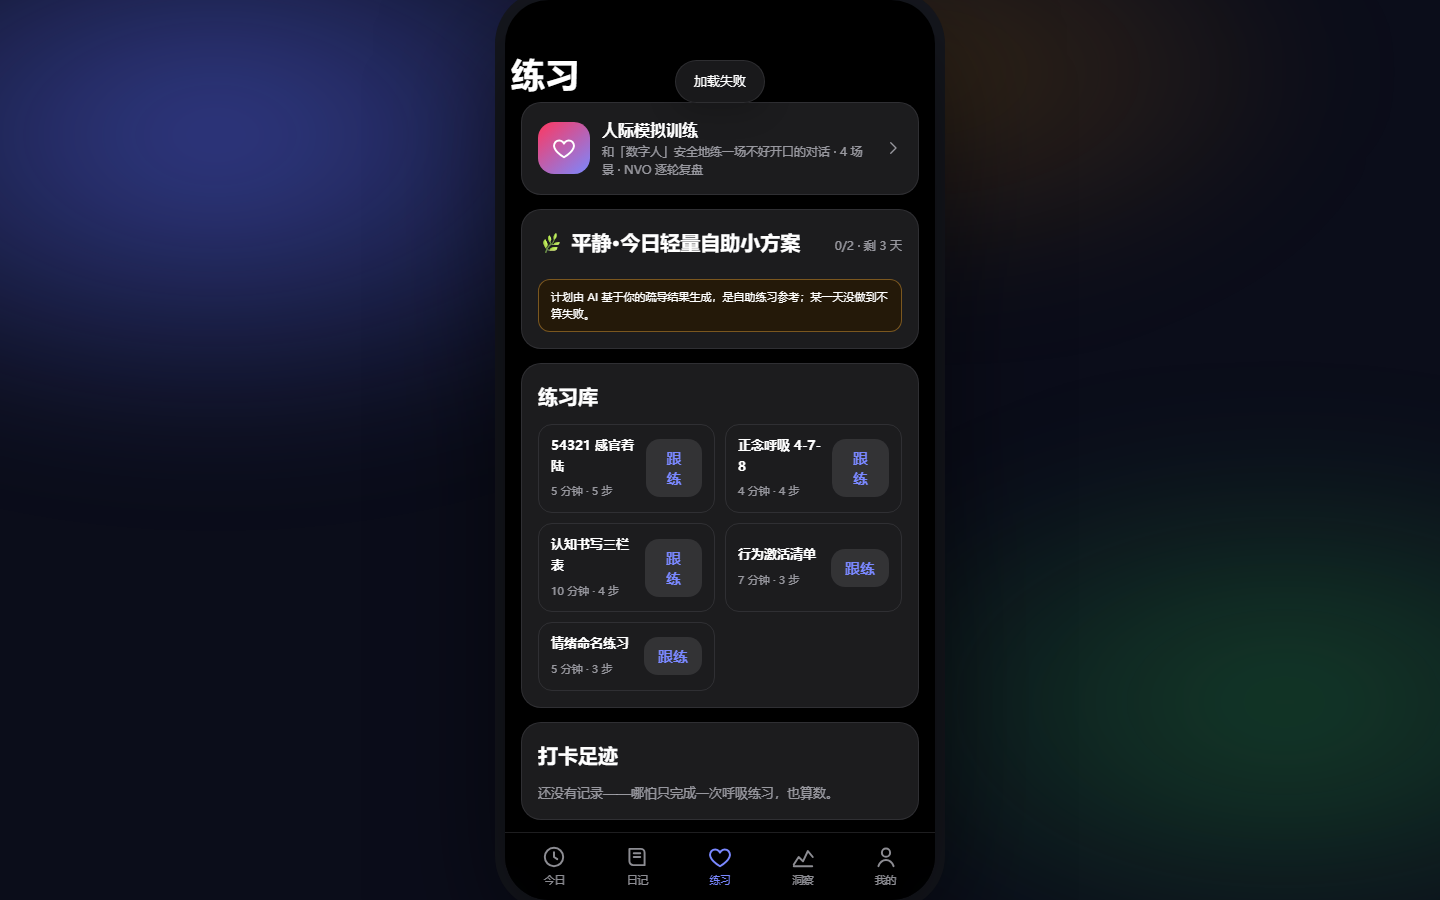 练习
加载失败
人际模拟训练
和「数字人」安全地练一场不好开口的对话 · 4 场
景 · NVO 逐轮复盘
平静·今日轻量自助小方案
0/2 · 剩 3 天
计划由 AI 基于你的疏导结果生成，是自助练习参考；某一天没做到不
算失败。
练习库
54321 感官着
陆
5 分钟 · 5 步
跟
练
正念呼吸 4-7-
8
4 分钟 · 4 步
跟
练
认知书写三栏
表
10 分钟 · 4 步
跟
练
行为激活清单
7 分钟 · 3 步
跟练
情绪命名练习
5 分钟 · 3 步
跟练
打卡足迹
还没有记录——哪怕只完成一次呼吸练习，也算数。
今日
日记
练习
洞察
我的